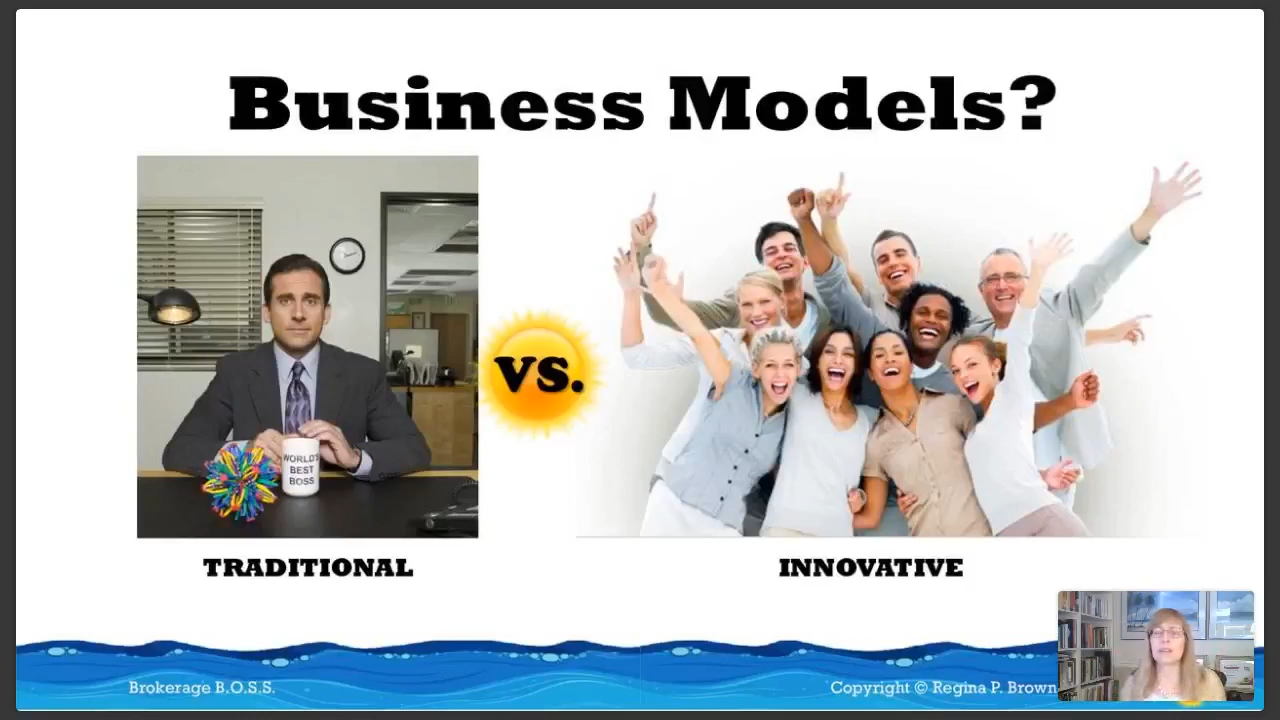 Business Models?
WORLD'S
BEST
BOSS
VS.
TRADITIONAL
INNOVATIVE
Brokerage B.O.S.S.
Copyright © Regina P. Brown